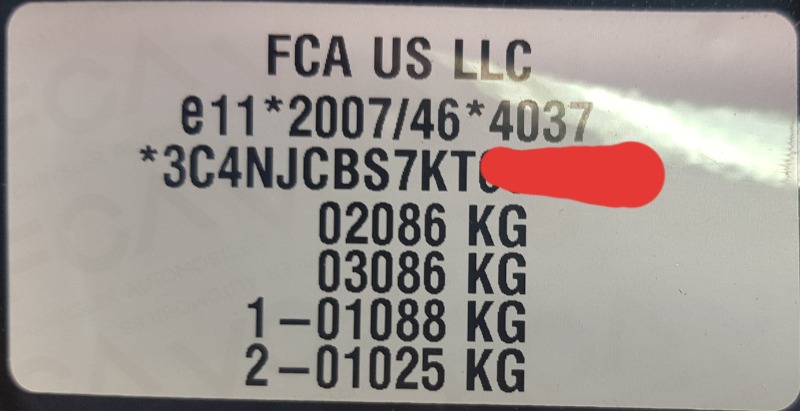 FCA US LLC
e11*2007/46*4037
*3C4NJCBS7KT
02086 KG
03086 KG
1-01088 KG
2-01025 KG